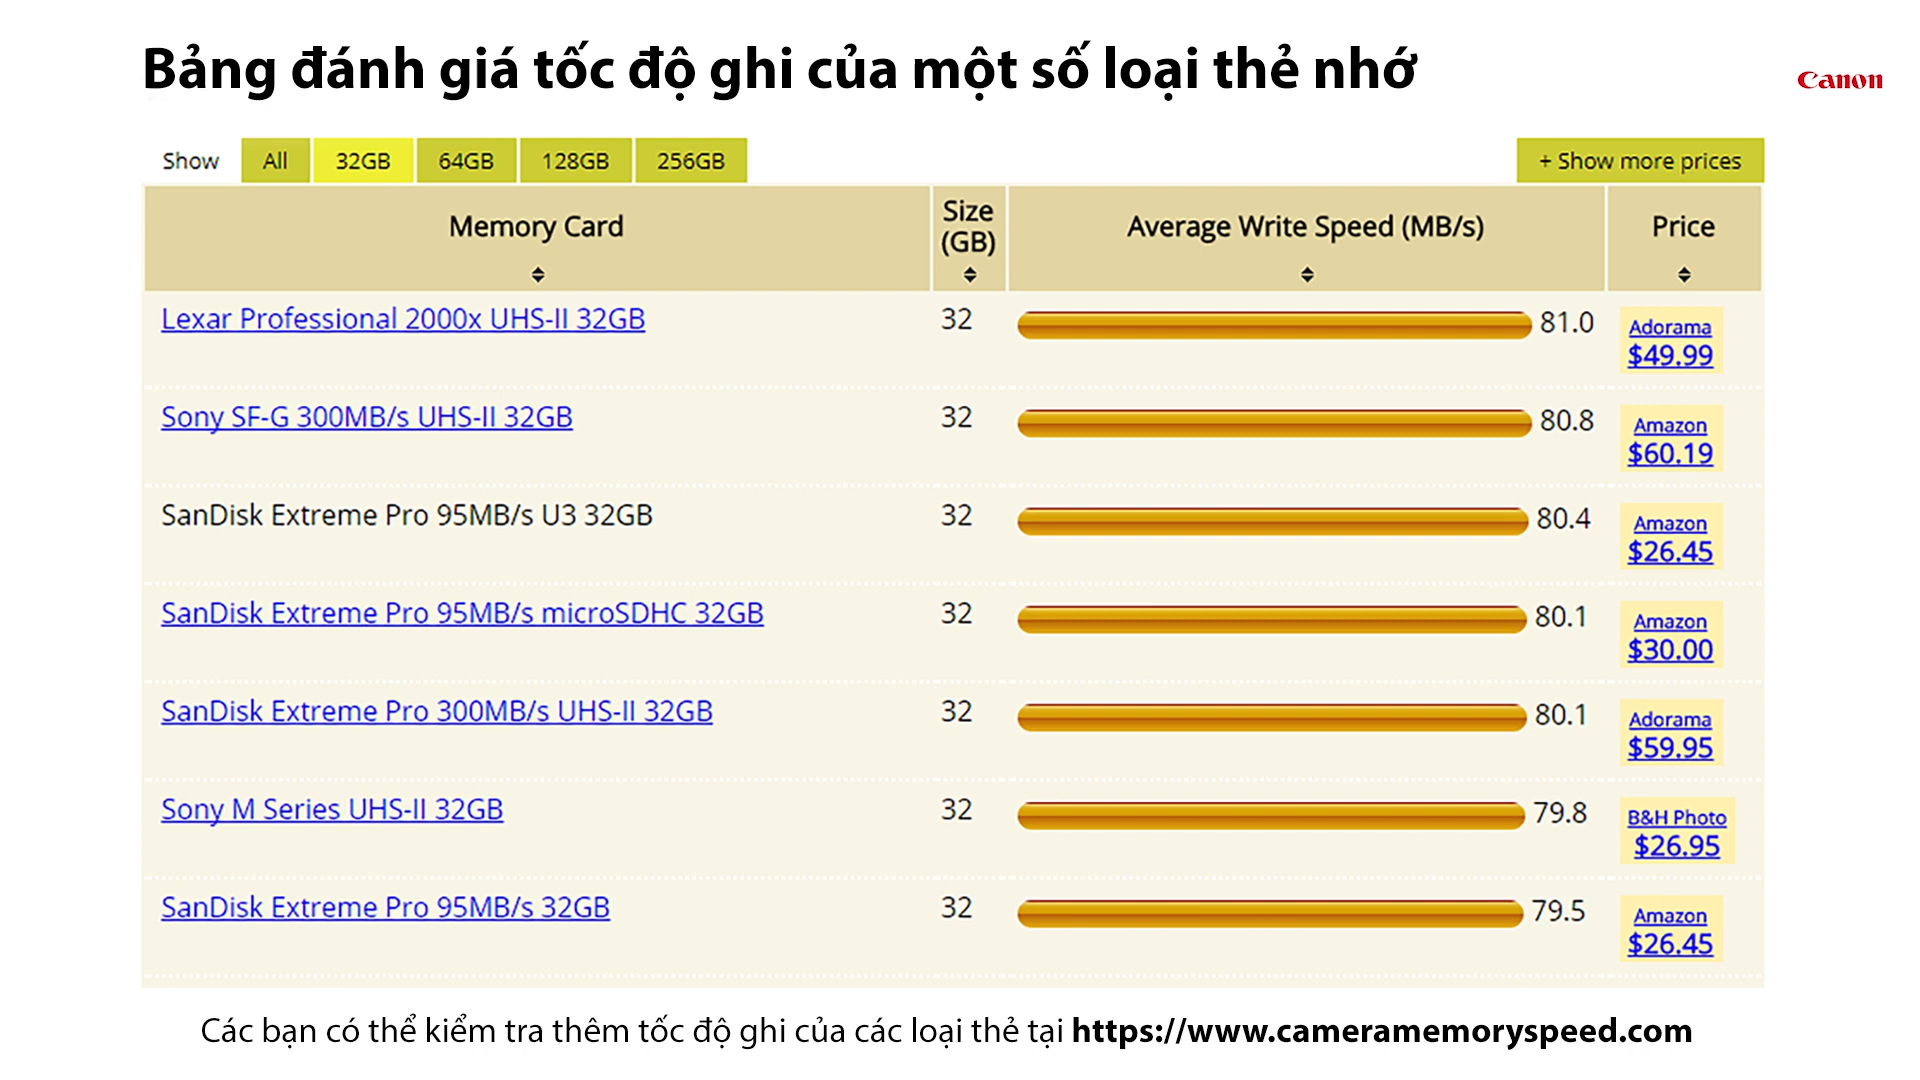 Bảng đánh giá tốc độ ghi của một số loại thẻ nhớ
Canon
Show All 32GB 64GB 128GB 256GB + Show more prices
Memory Card Size (GB) Average Write Speed (MB/s) Price
Lexar Professional 2000x UHS-II 32GB 32 81.0 Adorama $49.99
Sony SF-G 300MB/s UHS-II 32GB 32 80.8 Amazon $60.19
SanDisk Extreme Pro 95MB/s U3 32GB 32 80.4 Amazon $26.45
SanDisk Extreme Pro 95MB/s microSDHC 32GB 32 80.1 Amazon $30.00
SanDisk Extreme Pro 300MB/s UHS-II 32GB 32 80.1 Adorama $59.95
Sony M Series UHS-II 32GB 32 79.8 B&H Photo $26.95
SanDisk Extreme Pro 95MB/s 32GB 32 79.5 Amazon $26.45
Các bạn có thể kiểm tra thêm tốc độ ghi của các loại thẻ tại https://www.cameramemoryspeed.com